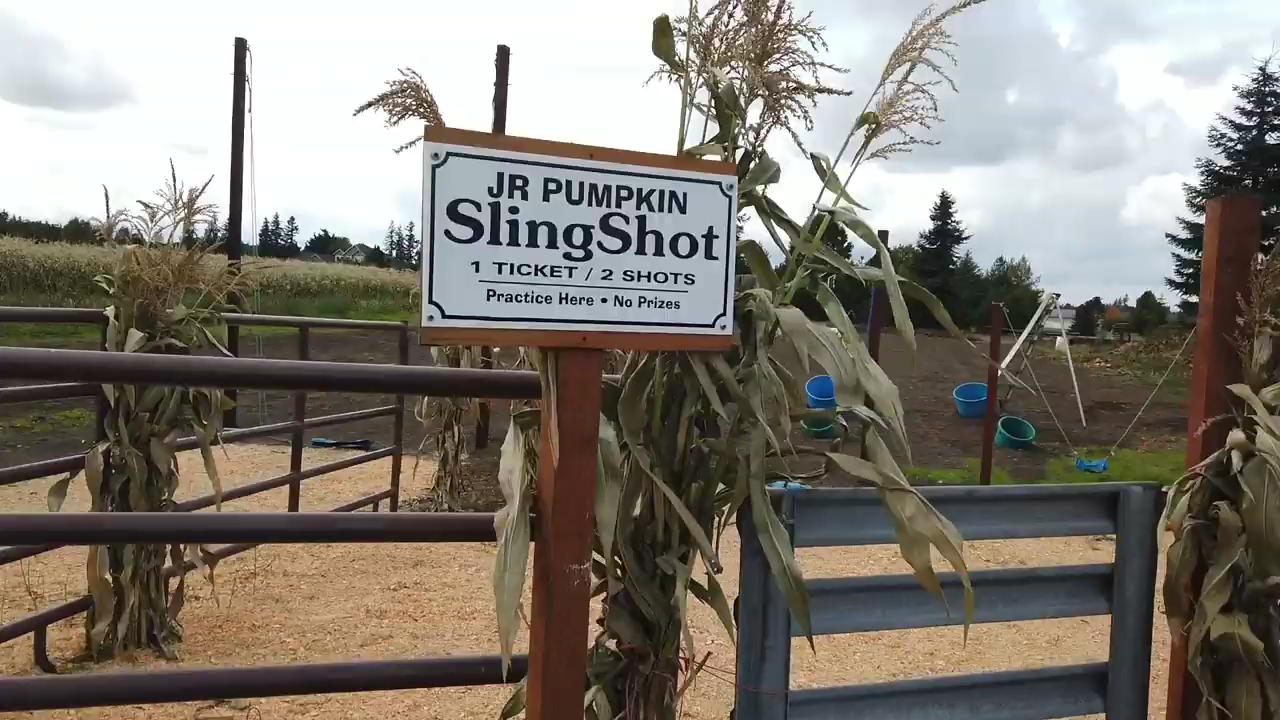 JR PUMPKIN
SlingShot
1 TICKET / 2 SHOTS
Practice Here • No Prizes